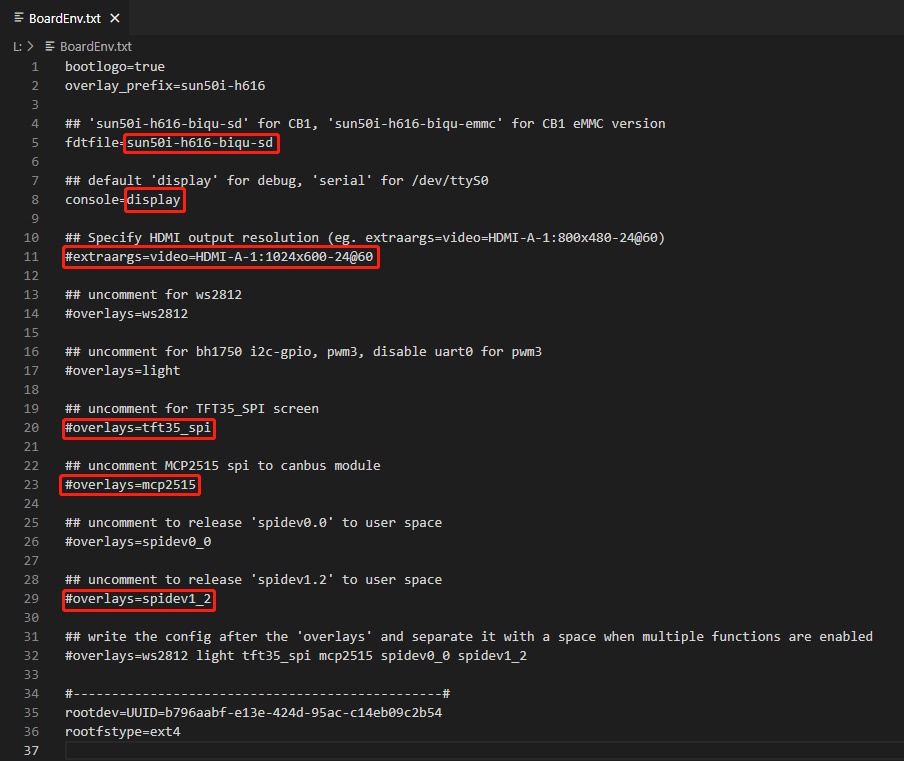 BoardEnv.txt
L: > BoardEnv.txt
1 bootlogo=true
2 overlay_prefix=sun50i-h616
3
4 ## 'sun50i-h616-biqu-sd' for CB1, 'sun50i-h616-biqu-emmc' for CB1 eMMC version
5 fdtfile=sun50i-h616-biqu-sd
6
7 ## default 'display' for debug, 'serial' for /dev/ttyS0
8 console=display
9
10 ## Specify HDMI output resolution (eg. extraargs=video=HDMI-A-1:800x480-24@60)
11 #extraargs=video=HDMI-A-1:1024x600-24@60
12
13 ## uncomment for ws2812
14 #overlays=ws2812
15
16 ## uncomment for bh1750 i2c-gpio, pwm3, disable uart0 for pwm3
17 #overlays=light
18
19 ## uncomment for TFT35_SPI screen
20 #overlays=tft35_spi
21
22 ## uncomment MCP2515 spi to canbus module
23 #overlays=mcp2515
24
25 ## uncomment to release 'spidev0.0' to user space
26 #overlays=spidev0_0
27
28 ## uncomment to release 'spidev1.2' to user space
29 #overlays=spidev1_2
30
31 ## write the config after the 'overlays' and separate it with a space when multiple functions are enabled
32 #overlays=ws2812 light tft35_spi mcp2515 spidev0_0 spidev1_2
33
34 #------------------------------------------------#
35 rootdev=UUID=b796aabf-e13e-424d-95ac-c14eb09c2b54
36 rootfstype=ext4
37